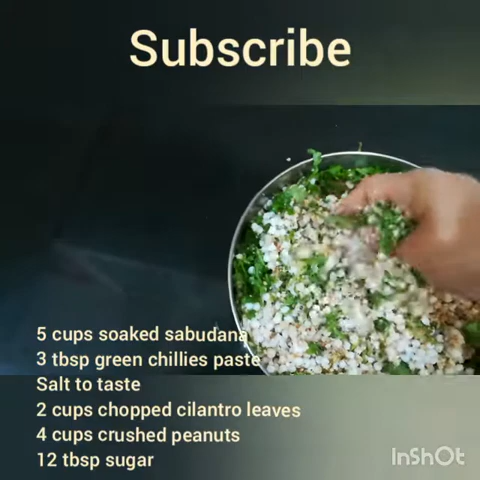 Subscribe
5 cups soaked sabudana
3 tbsp green chillies paste
Salt to taste
2 cups chopped cilantro leaves
4 cups crushed peanuts
12 tbsp sugar
InShOt